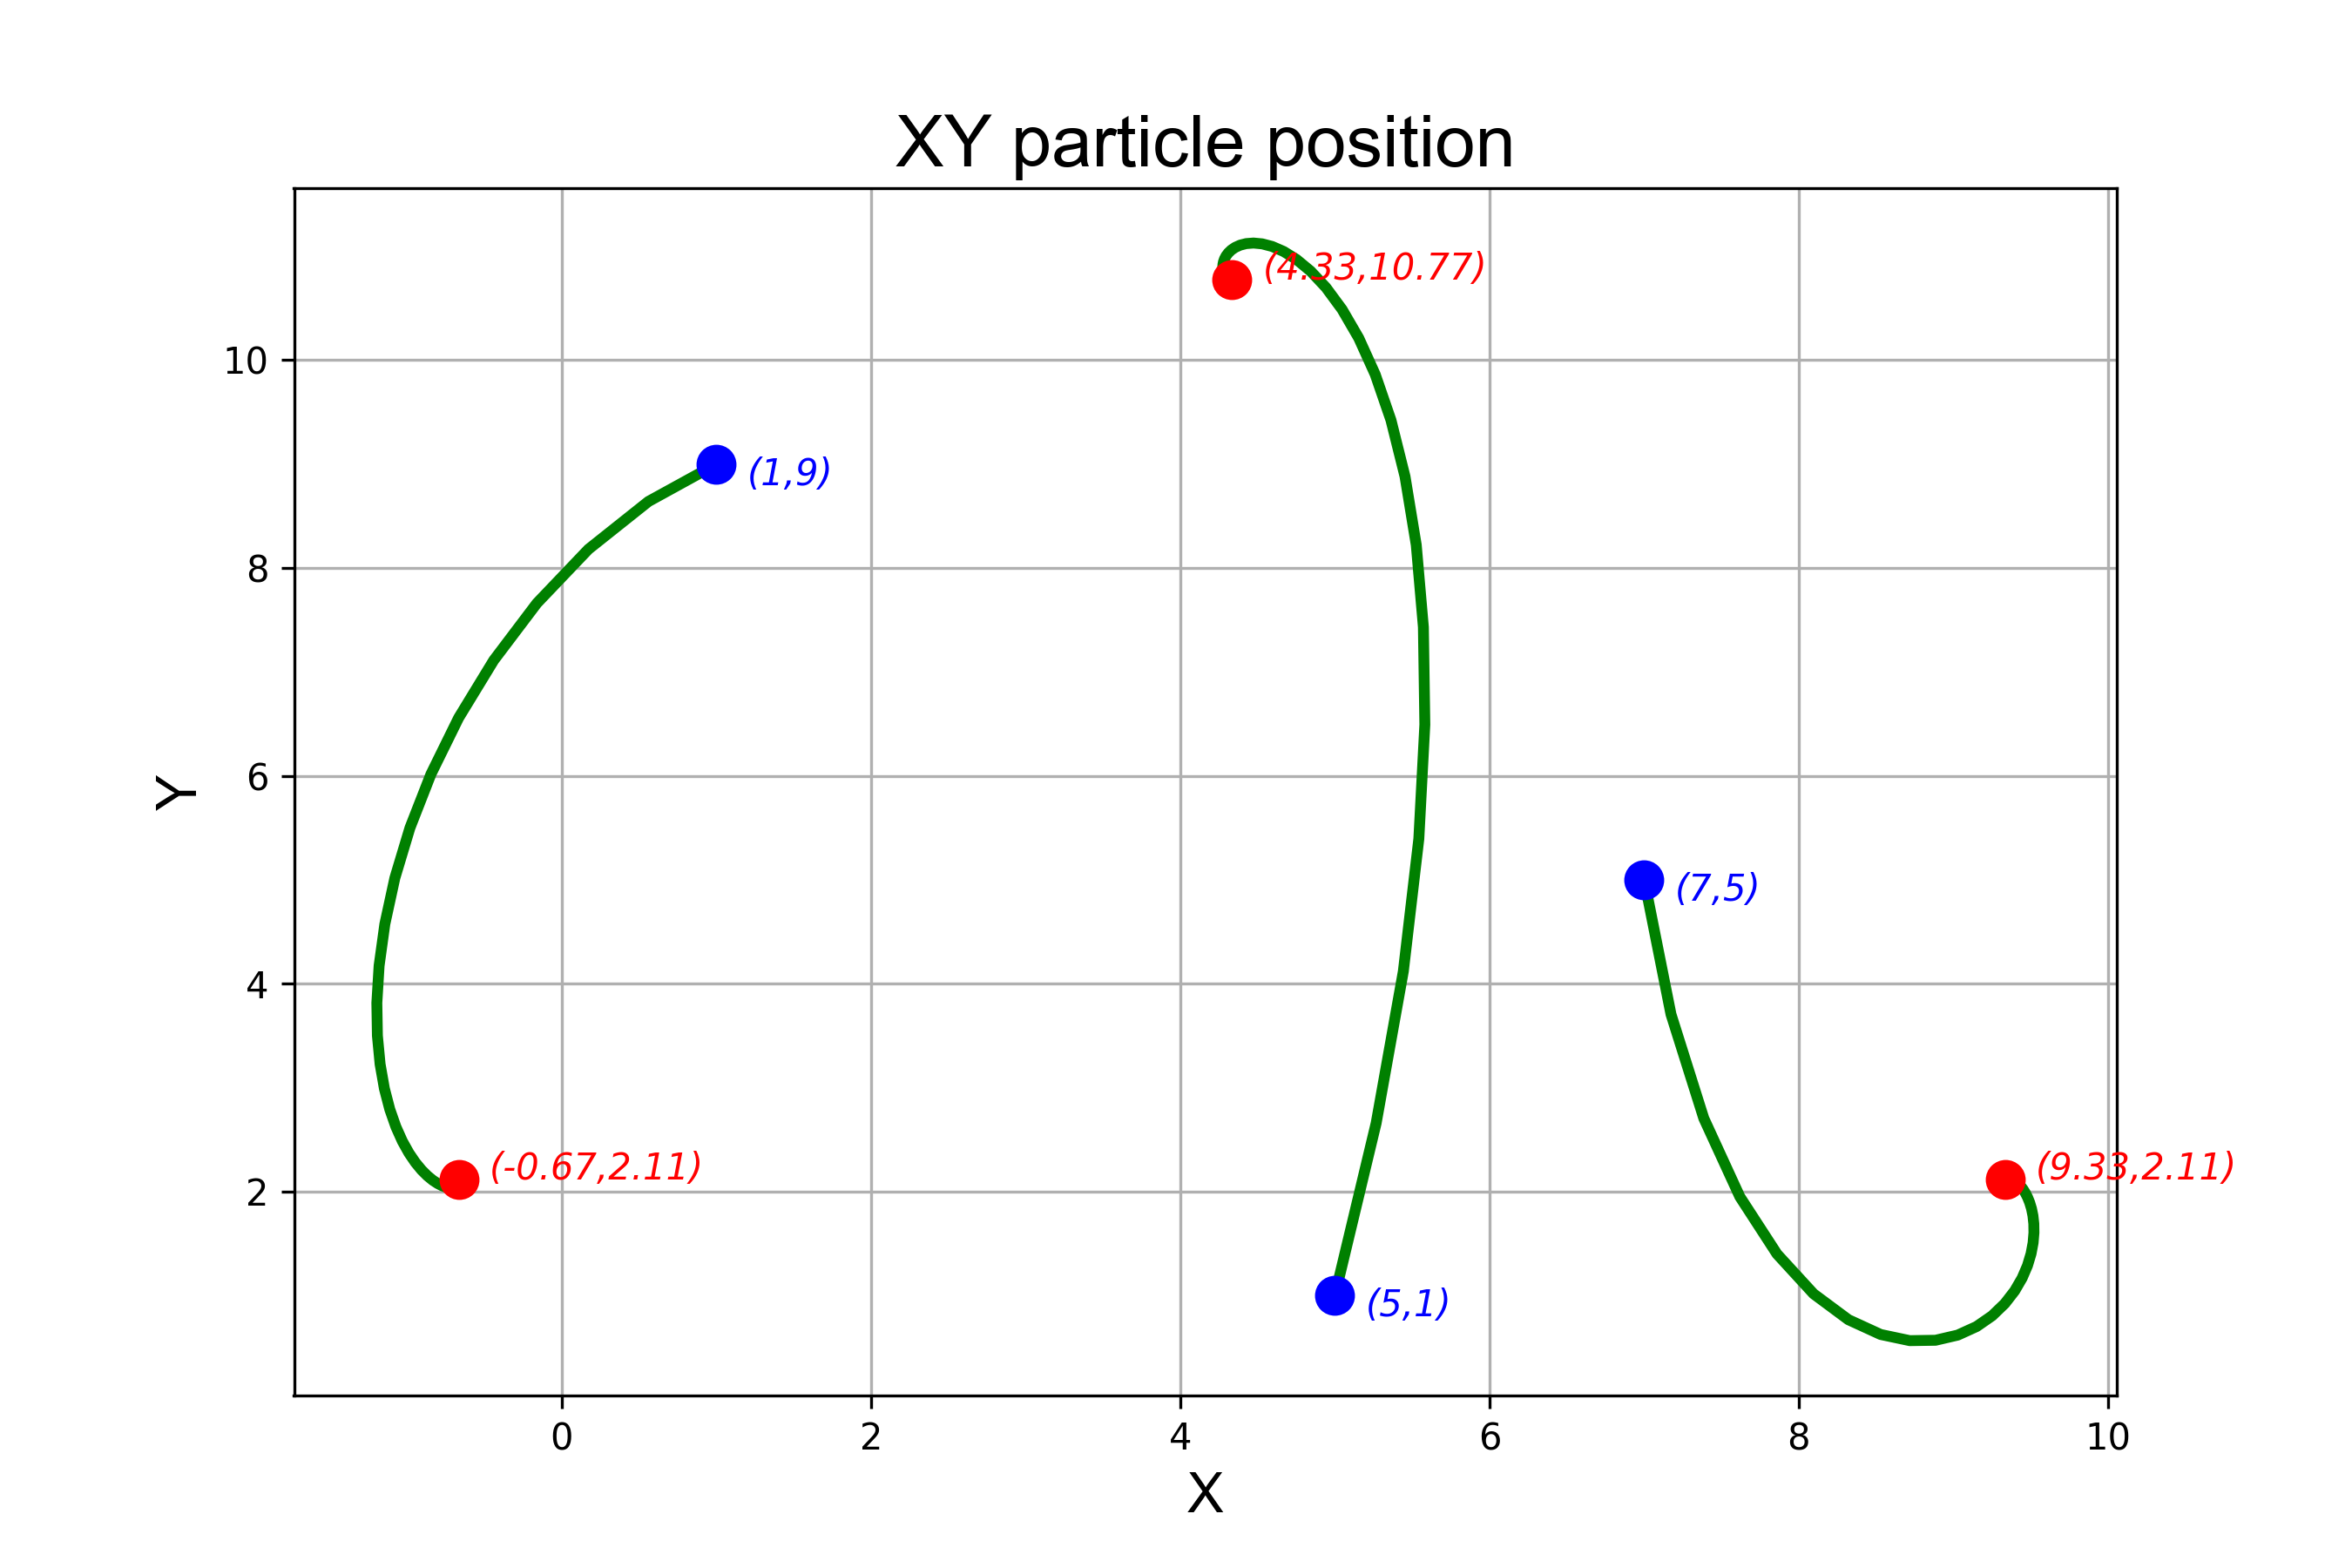 XY particle position
(4.33,10.77)
10
(1,9)
8
Y
6
(7,5)
4
(-0.67,2.11)
(9.33,2.11)
2
(5,1)
0 2 4 6 8 10
X